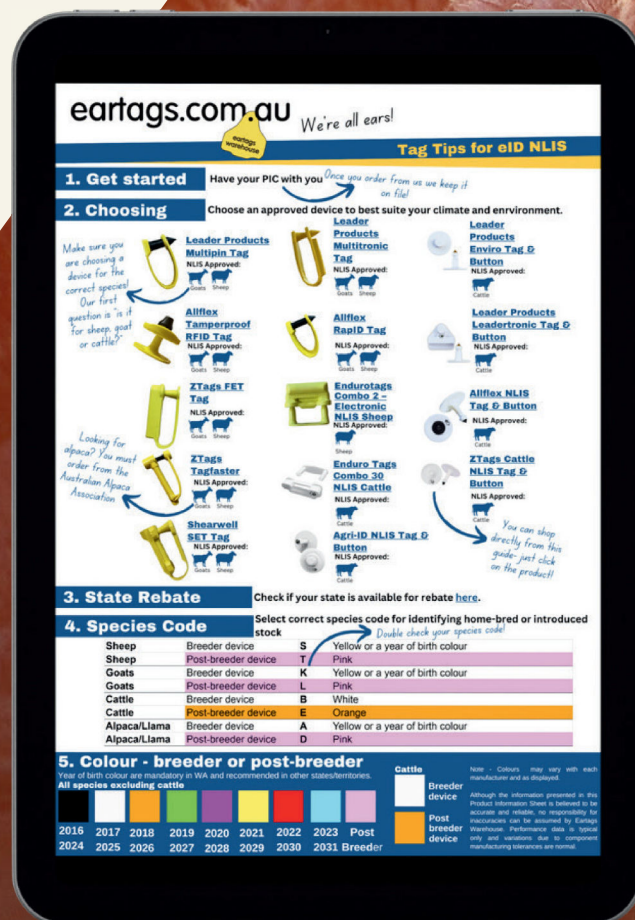 eartags.com.au
We're all ears!
eartags
warehouse
Tag Tips for eID NLIS
1. Get started
Have your PIC with you
Once you order from us we keep it
on file!
2. Choosing
Choose an approved device to best suite your climate and enrvironment.
Make sure you
are choosing a
device for the
correct species!
Our first
question is "is it
for sheep, goat
or cattle?"
Leader Products
Multipin Tag
NLIS Approved:
Goats Sheep
Leader
Products
Multitronic
Tag
NLIS Approved:
Goats Sheep
Leader
Products
Enviro Tag &
Button
NLIS Approved:
Cattle
Allflex
Tamperproof
RFID Tag
NLIS Approved:
Goats Sheep
Allflex
RapID Tag
NLIS Approved:
Goats Sheep
Leader Products
Leadertronic Tag &
Button
NLIS Approved:
Cattle
ZTags FET
Tag
NLIS Approved:
Goats Sheep
Endurotags
Combo 2 –
Electronic
NLIS Sheep
NLIS Approved:
Sheep
Allflex NLIS
Tag & Button
NLIS Approved:
Cattle
Looking for
alpaca? You must
order from the
Australian Alpaca
Association
ZTags
Tagfaster
NLIS Approved:
Goats Sheep
Enduro Tags
Combo 30
NLIS Cattle
NLIS Approved:
Cattle
ZTags Cattle
NLIS Tag &
Button
NLIS Approved:
Cattle
Shearwell
SET Tag
NLIS Approved:
Goats Sheep
Agri-ID NLIS Tag &
Button
NLIS Approved:
Cattle
You can shop
directly from this
guide- just click
on the product!
3. State Rebate
Check if your state is available for rebate here.
4. Species Code
Select correct species code for identifying home-bred or introduced
stock
Double check your species code!
Sheep Breeder device S Yellow or a year of birth colour
Sheep Post-breeder device T Pink
Goats Breeder device K Yellow or a year of birth colour
Goats Post-breeder device L Pink
Cattle Breeder device B White
Cattle Post-breeder device E Orange
Alpaca/Llama Breeder device A Yellow or a year of birth colour
Alpaca/Llama Post-breeder device D Pink
5. Colour - breeder or post-breeder
Year of birth colour are mandatory in WA and recommended in other states/territories.
All species excluding cattle
2016 2017 2018 2019 2020 2021 2022 2023 Post
2024 2025 2026 2027 2028 2029 2030 2031 Breeder
Cattle
Breeder
device
Post
breeder
device
Note - Colours may vary with each
manufacturer and as displayed.
Although the information presented in this
Product Information Sheet is believed to be
accurate and reliable, no responsibility for
inaccuracies can be assumed by Eartags
Warehouse. Performance data is typical
only and variations due to component
manufacturing tolerances are normal.